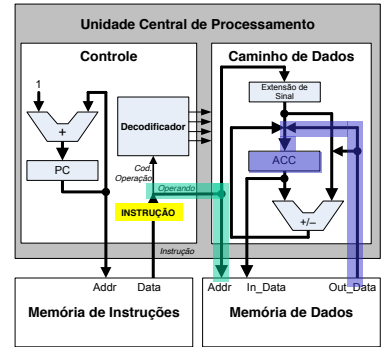 Unidade Central de Processamento
Controle
Caminho de Dados
1
+
PC
Decodificador
Cod.
Operação
Operando
INSTRUÇÃO
Instrução
Extensão de
Sinal
ACC
+/−
Addr
Data
Addr
In_Data
Out_Data
Memória de Instruções
Memória de Dados